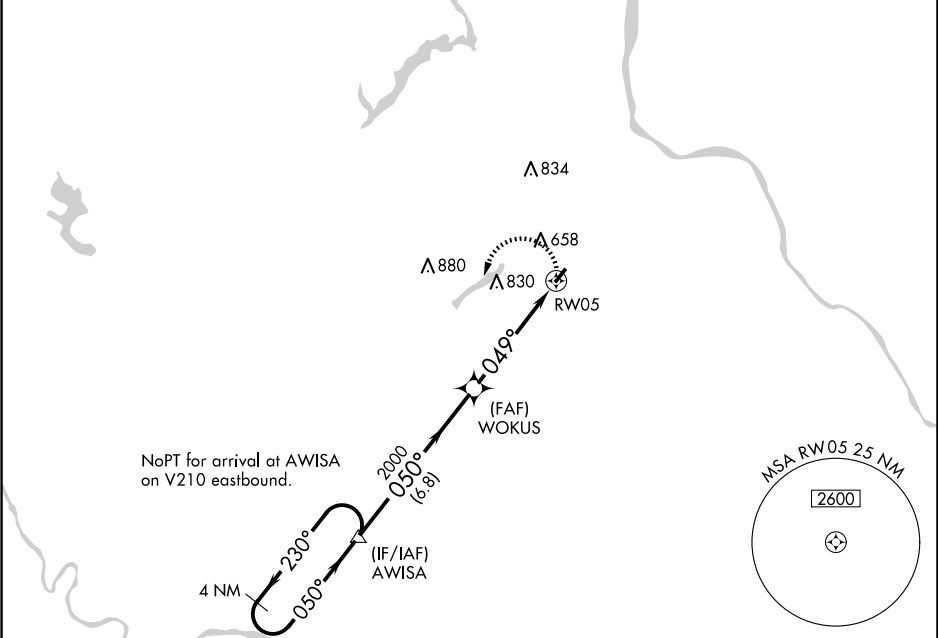 834
658
880
830
RW05
049°
(FAF)
WOKUS
NoPT for arrival at AWISA
on V210 eastbound.
2000
050°
(6.8)
MSA RW05 25 NM
2600
230°
(IF/IAF)
AWISA
4 NM
050°